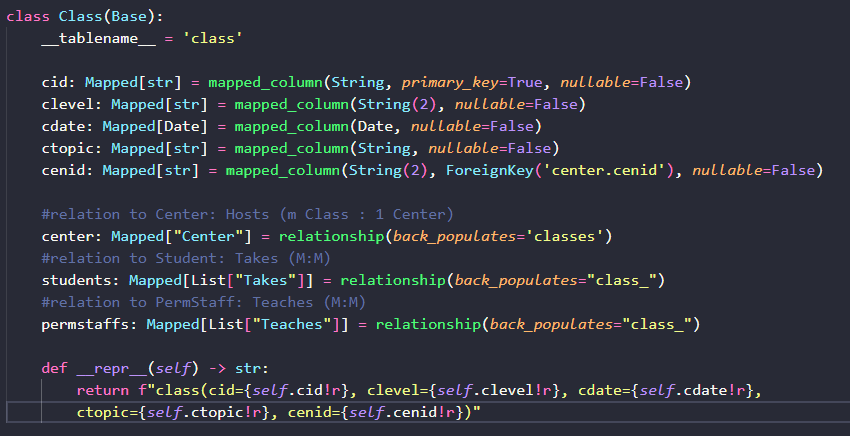 class Class(Base):
    __tablename__ = 'class'

    cid: Mapped[str] = mapped_column(String, primary_key=True, nullable=False)
    clevel: Mapped[str] = mapped_column(String(2), nullable=False)
    cdate: Mapped[Date] = mapped_column(Date, nullable=False)
    ctopic: Mapped[str] = mapped_column(String, nullable=False)
    cenid: Mapped[str] = mapped_column(String(2), ForeignKey('center.cenid'), nullable=False)

    #relation to Center: Hosts (m Class : 1 Center)
    center: Mapped["Center"] = relationship(back_populates='classes')
    #relation to Student: Takes (M:M)
    students: Mapped[List["Takes"]] = relationship(back_populates="class_")
    #relation to PermStaff: Teaches (M:M)
    permstaffs: Mapped[List["Teaches"]] = relationship(back_populates="class_")

    def __repr__(self) -> str:
        return f"class(cid={self.cid!r}, clevel={self.clevel!r}, cdate={self.cdate!r},
        ctopic={self.ctopic!r}, cenid={self.cenid!r})"